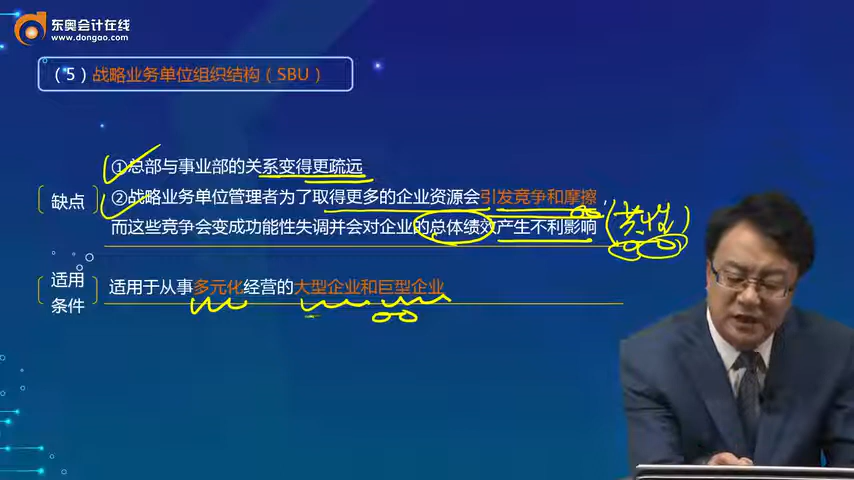 东奥会计在线
www.dongao.com
（5）战略业务单位组织结构（SBU）
缺点
①总部与事业部的关系变得更疏远
②战略业务单位管理者为了取得更多的企业资源会引发竞争和摩擦，
而这些竞争会变成功能性失调并会对企业的总体绩效产生不利影响
适用
条件
适用于从事多元化经营的大型企业和巨型企业